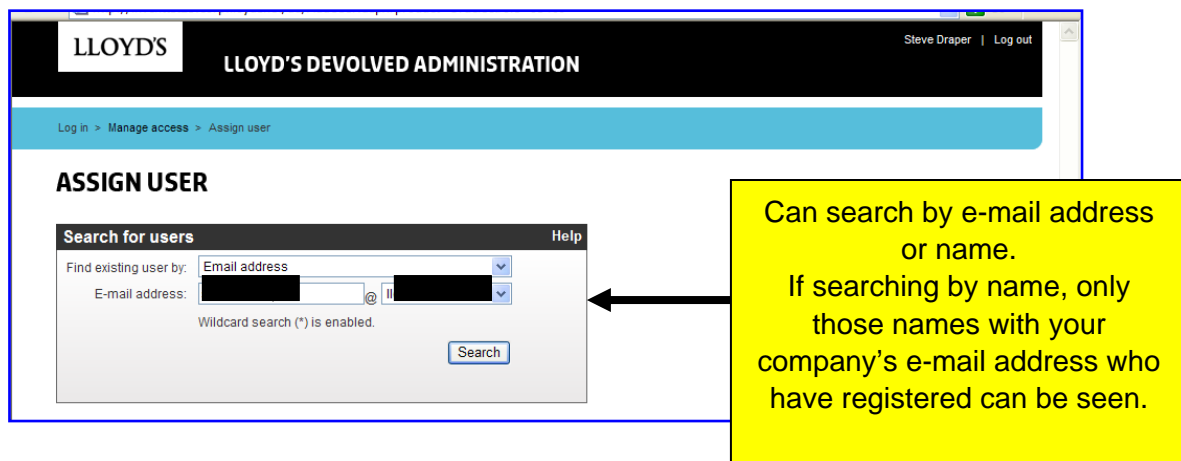 LLOYD'S
Steve Draper | Log out
LLOYD'S DEVOLVED ADMINISTRATION
Log in > Manage access > Assign user
ASSIGN USER
Search for users Help
Find existing user by: Email address
E-mail address: @
Wildcard search (*) is enabled.
Search
Can search by e-mail address
or name.
If searching by name, only
those names with your
company's e-mail address who
have registered can be seen.